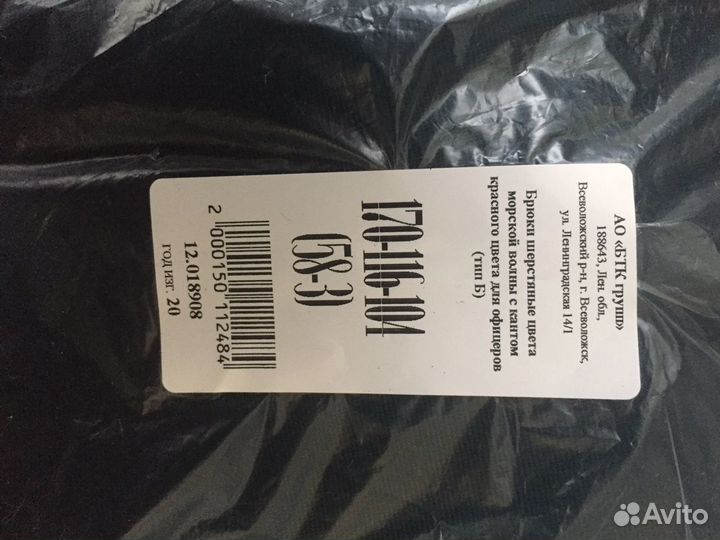 АО «БТК групп»
188643, Лен. обл.,
Всеволожский р-н, г. Всеволожск,
ул. Ленинградская 14/1
Брюки шерстяные цвета
морской волны с кантом
красного цвета для офицеров
(тип Б)
170-116-104
(58-3)
2 000150 112484
12.018908
год изг. 20
Avito